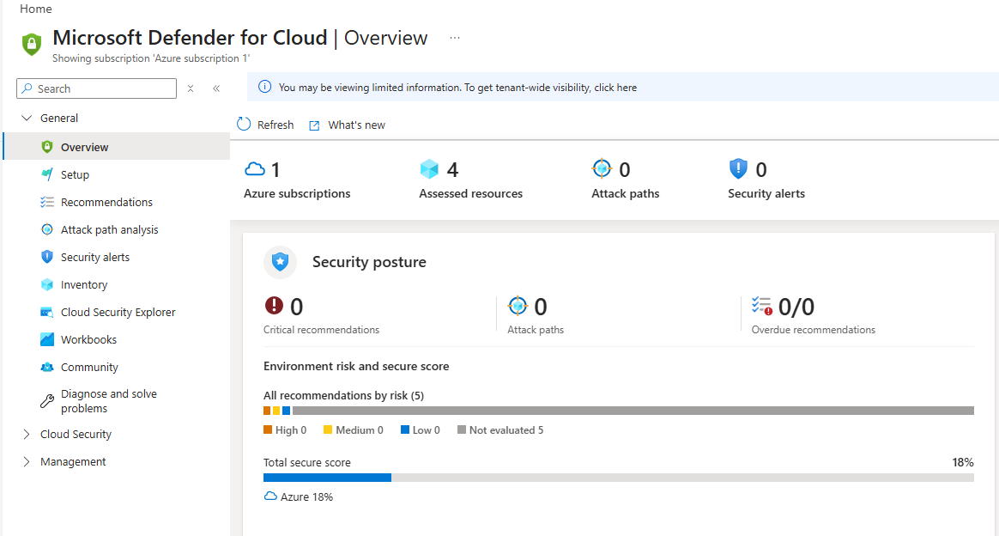 Home
Microsoft Defender for Cloud | Overview ...
Showing subscription 'Azure subscription 1'
Search
You may be viewing limited information. To get tenant-wide visibility, click here
General
Overview
Setup
Recommendations
Attack path analysis
Security alerts
Inventory
Cloud Security Explorer
Workbooks
Community
Diagnose and solve
problems
Cloud Security
Management
Refresh What's new
1 4 0 0
Azure subscriptions Assessed resources Attack paths Security alerts
Security posture
0 0 0/0
Critical recommendations Attack paths Overdue recommendations
Environment risk and secure score
All recommendations by risk (5)
High 0 Medium 0 Low 0 Not evaluated 5
Total secure score 18%
Azure 18%